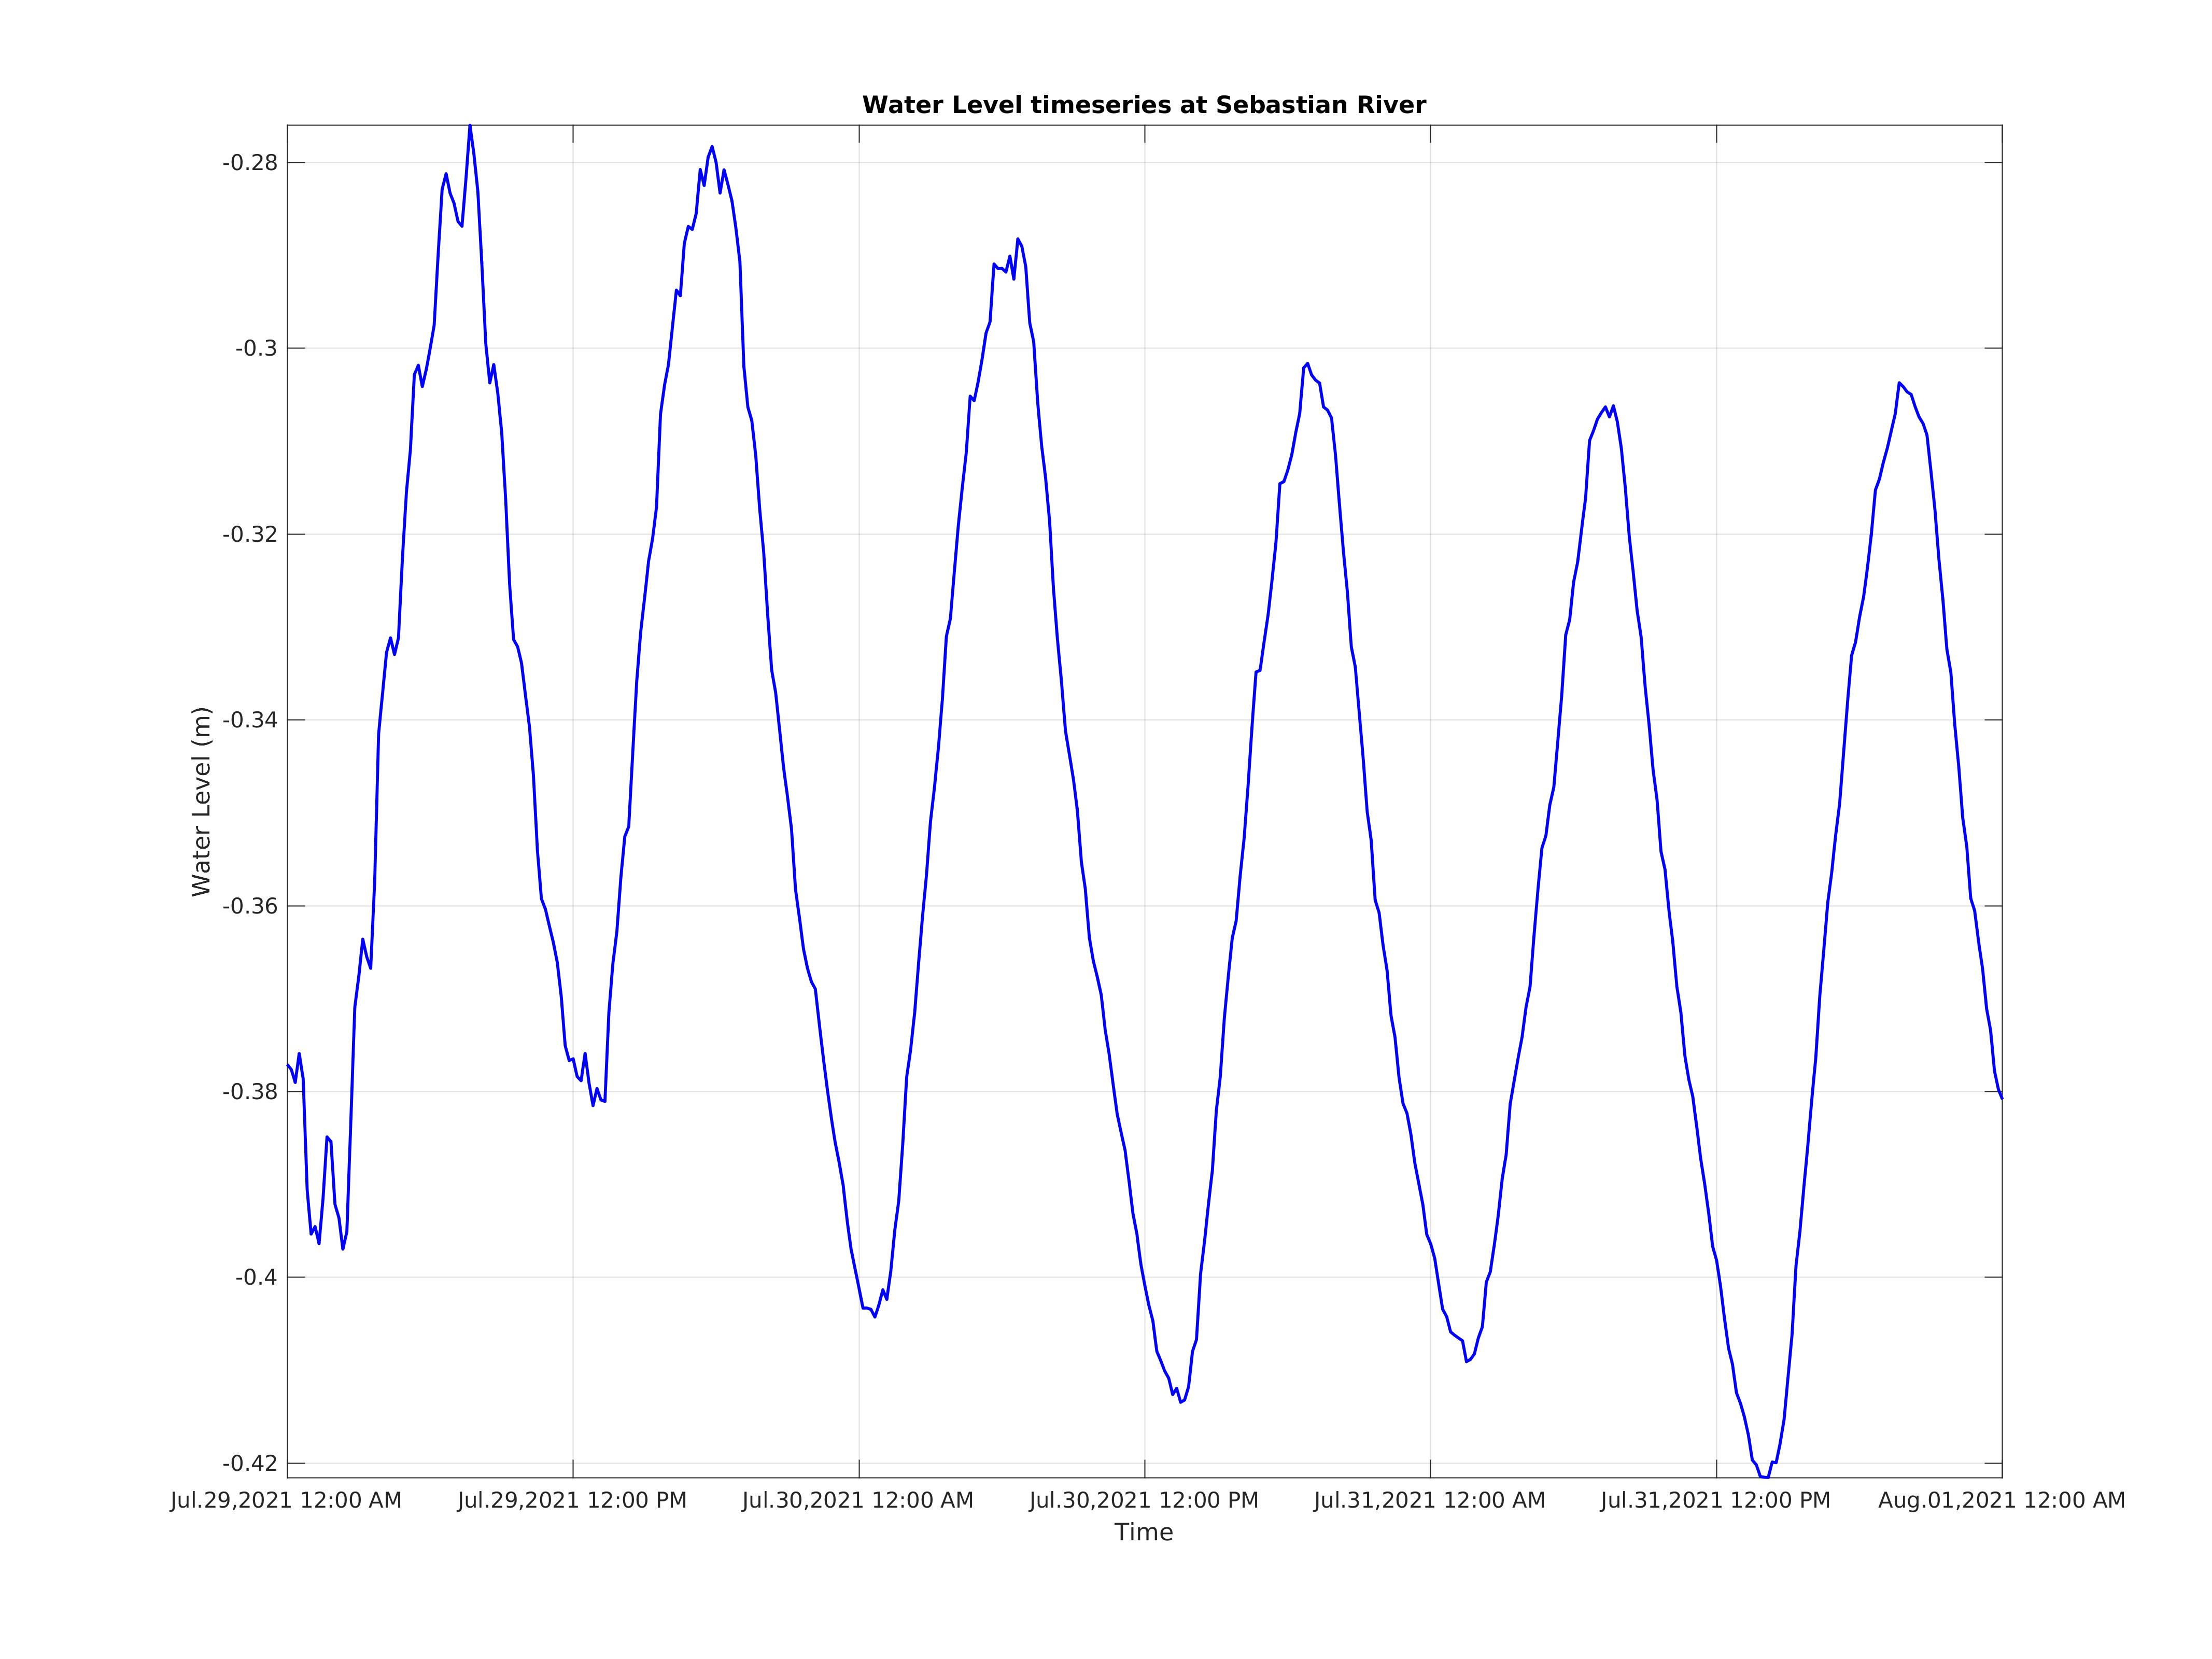 Water Level timeseries at Sebastian River
Water Level (m)
-0.28
-0.3
-0.32
-0.34
-0.36
-0.38
-0.4
-0.42
Jul.29,2021 12:00 AM
Jul.29,2021 12:00 PM
Jul.30,2021 12:00 AM
Jul.30,2021 12:00 PM
Jul.31,2021 12:00 AM
Jul.31,2021 12:00 PM
Aug.01,2021 12:00 AM
Time